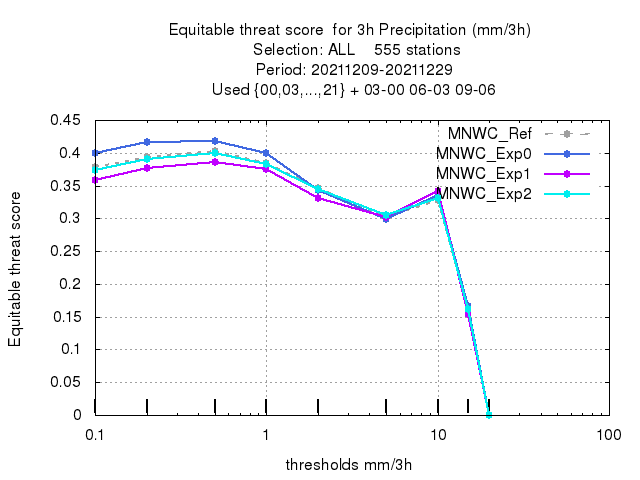 Equitable threat score  for 3h Precipitation (mm/3h)
Selection: ALL    555 stations
Period: 20211209-20211229
Used {00,03,...,21} + 03-00 06-03 09-06
MNWC_Ref
MNWC_Exp0
MNWC_Exp1
MNWC_Exp2
Equitable threat score
0.45
0.4
0.35
0.3
0.25
0.2
0.15
0.1
0.05
0
0.1 1 10 100
thresholds mm/3h